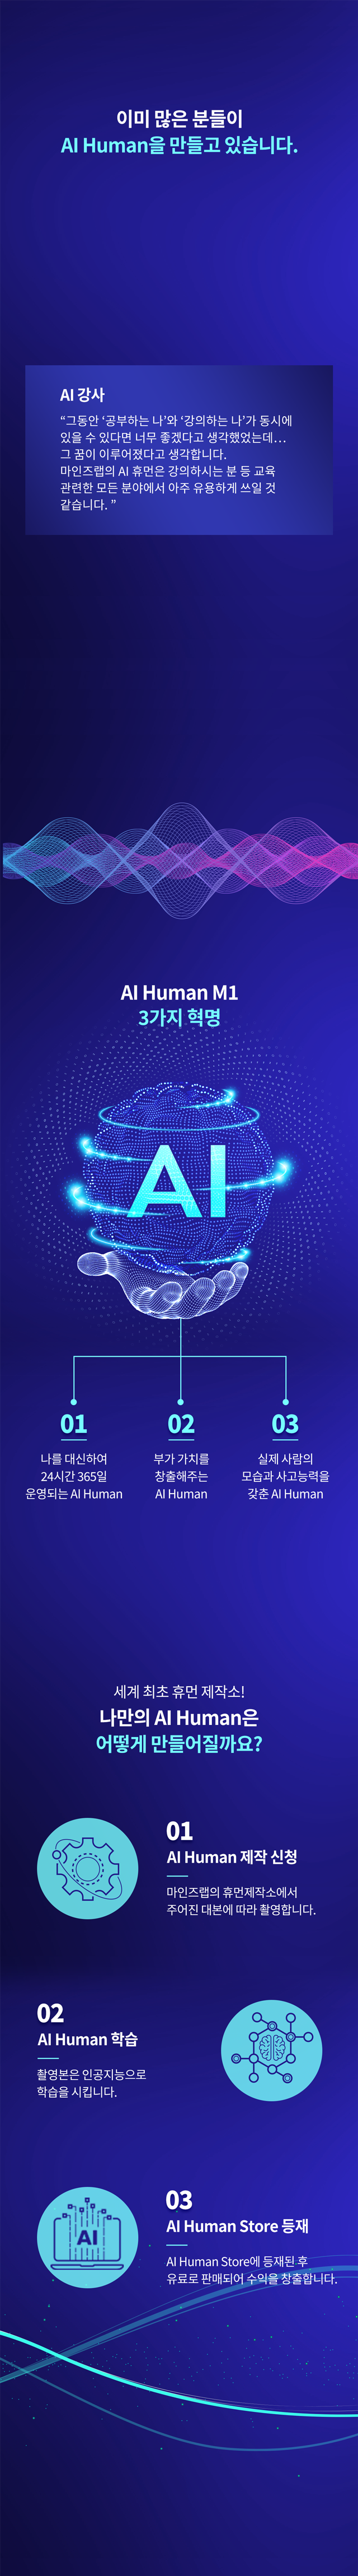 이미 많은 분들이
AI Human을 만들고 있습니다.
AI 강사
“그동안 ‘공부하는 나’와 ‘강의하는 나’가 동시에
있을 수 있다면 너무 좋겠다고 생각했었는데...
그 꿈이 이루어졌다고 생각합니다.
마인즈랩의 AI 휴먼은 강의하시는 분 등 교육
관련한 모든 분야에서 아주 유용하게 쓰일 것
같습니다. ”
AI Human M1
3가지 혁명
AI
01
나를 대신하여
24시간 365일
운영되는 AI Human
02
부가 가치를
창출해주는
AI Human
03
실제 사람의
모습과 사고능력을
갖춘 AI Human
세계 최초 휴먼 제작소!
나만의 AI Human은
어떻게 만들어질까요?
01
AI Human 제작 신청
마인즈랩의 휴먼제작소에서
주어진 대본에 따라 촬영합니다.
02
AI Human 학습
촬영본은 인공지능으로
학습을 시킵니다.
AI
03
AI Human Store 등재
AI Human Store에 등재된 후
유료로 판매되어 수익을 창출합니다.